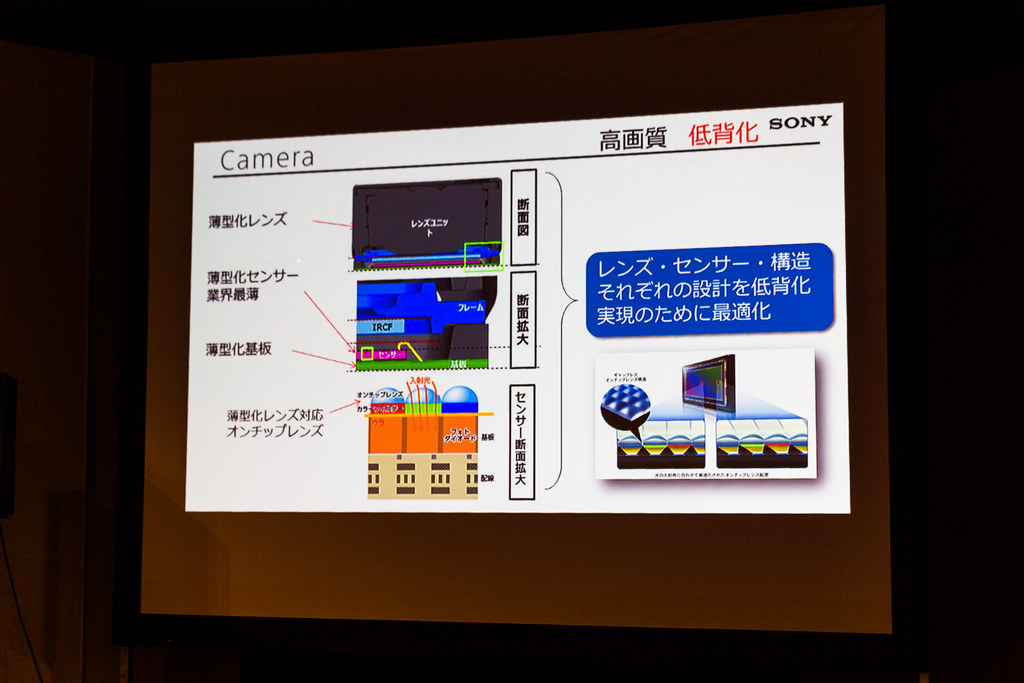 Camera
高画質 低背化 SONY
薄型化レンズ
薄型化センサー
業界最薄
薄型化基板
薄型化レンズ対応
オンチップレンズ
レンズユニッ
ト
断面図
フレーム
IRCF
センサー
基板
断面拡大
入射光
オンチップレンズ
カラーフィルター
ウラ
フォト
ダイオード
基板
配線
センサー断面拡大
レンズ・センサー・構造
それぞれの設計を低背化
実現のために最適化
ギャップレス
オンチップレンズ構造